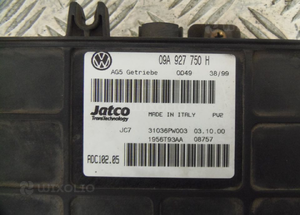 09A 927 750 H
AG5 Getriebe 0D49 38/99
Jatco
TransTechnology
MADE IN ITALY PW2
JC7 31036PW003 03.10.00
1956T93AA 08757
ADC102.05